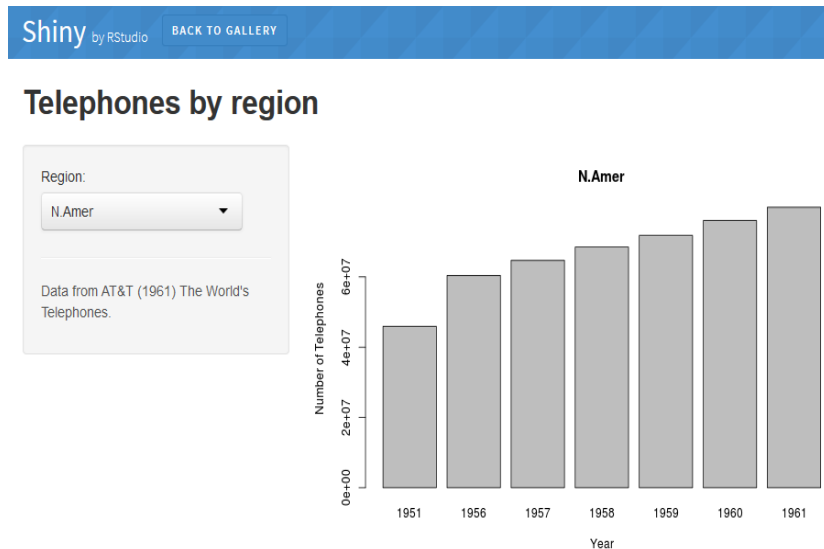 Shiny by RStudio BACK TO GALLERY
Telephones by region
Region:
N.Amer
Data from AT&T (1961) The World's
Telephones.
N.Amer
Number of Telephones
6e+07
4e+07
2e+07
0e+00
1951 1956 1957 1958 1959 1960 1961
Year